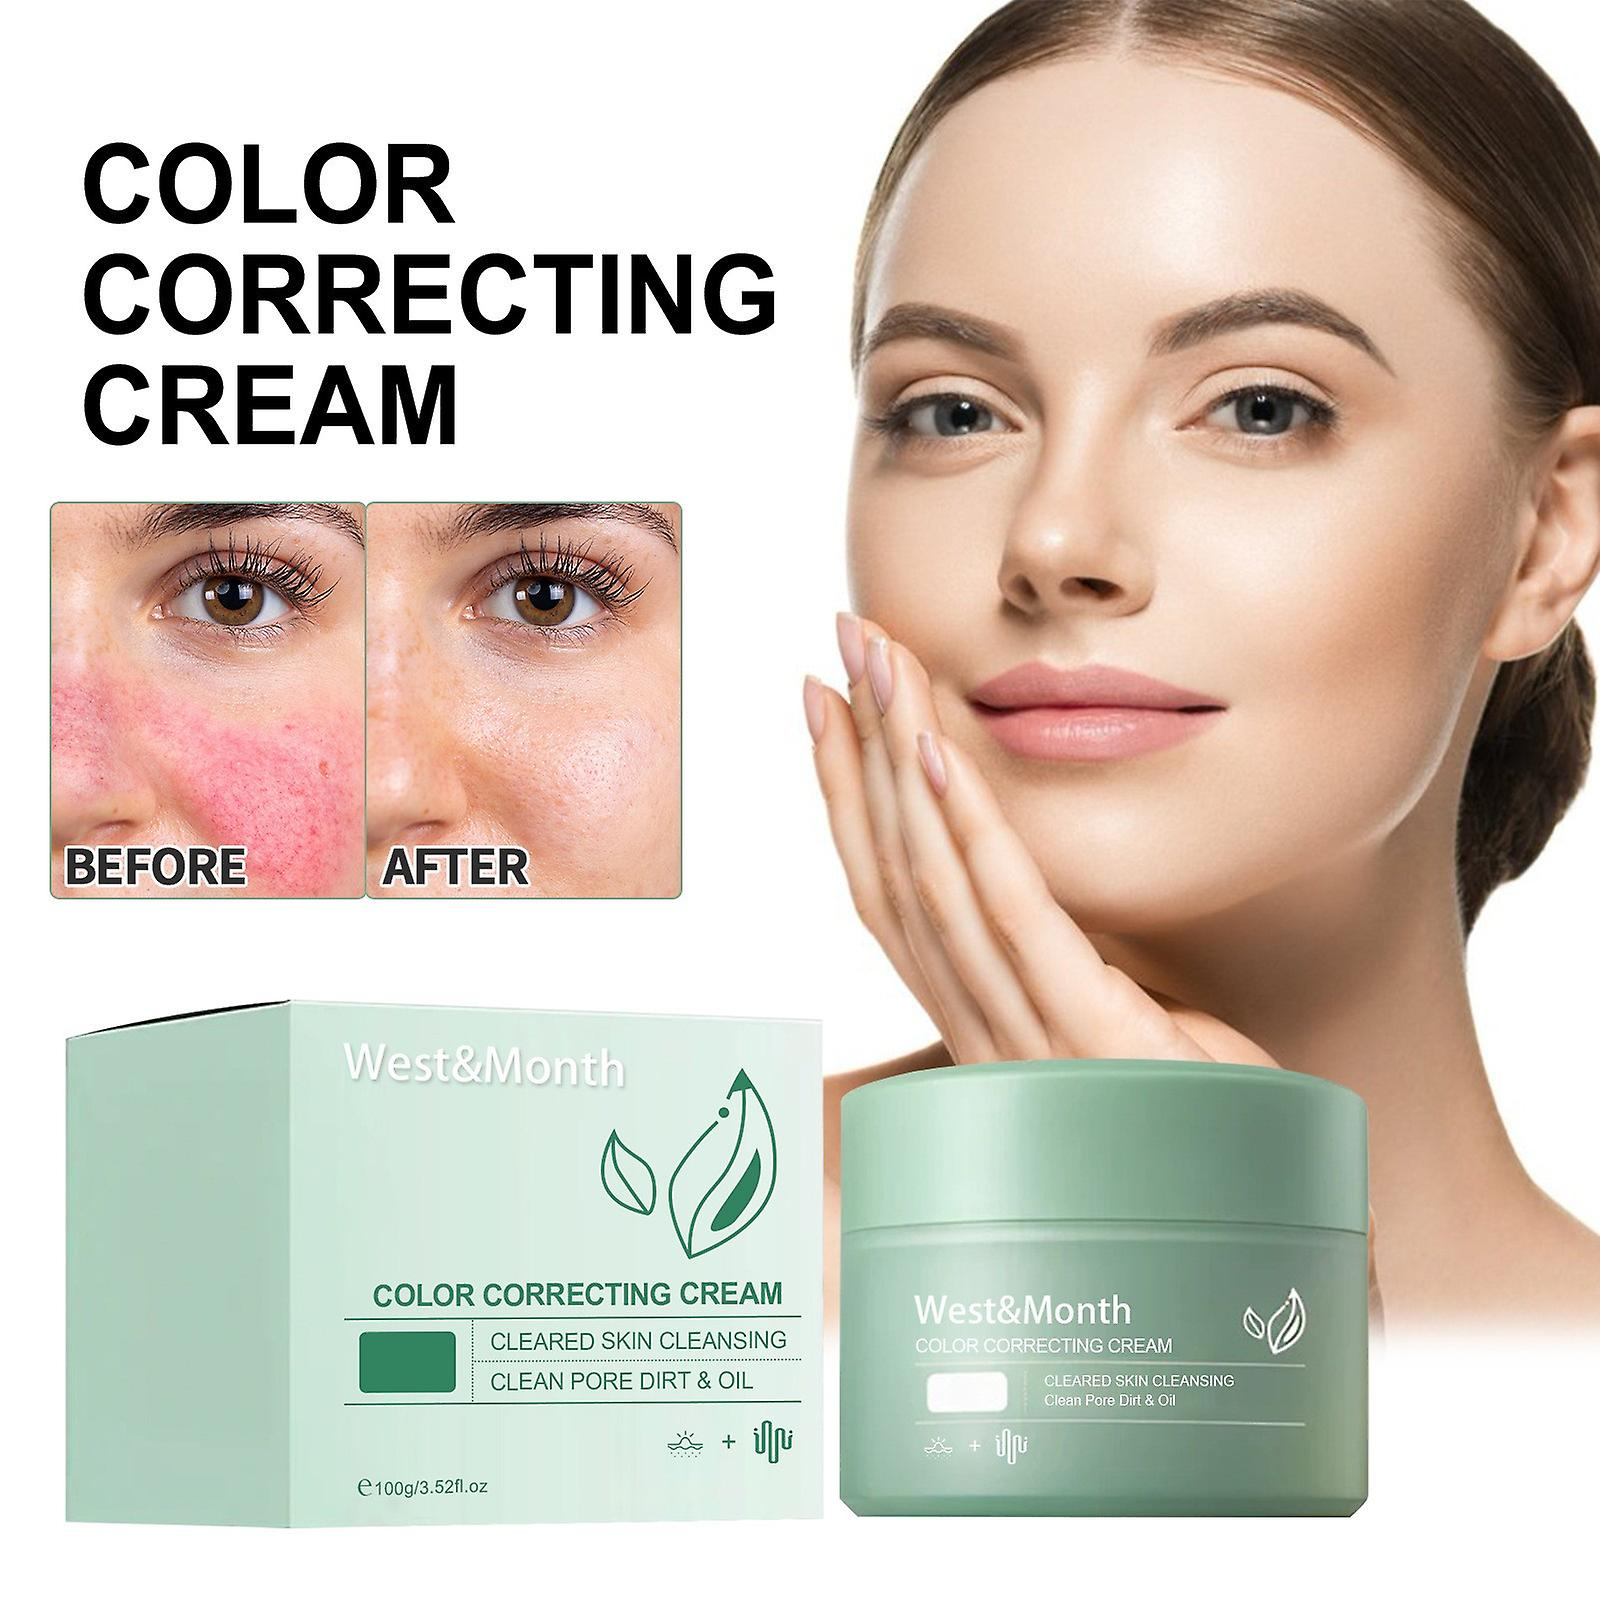 COLOR
CORRECTING
CREAM
BEFORE
AFTER
West&Month
COLOR CORRECTING CREAM
CLEARED SKIN CLEANSING
CLEAN PORE DIRT & OIL
+
℮100g/3.52fl.oz
West&Month
COLOR CORRECTING CREAM
CLEARED SKIN CLEANSING
Clean Pore Dirt & Oil
+